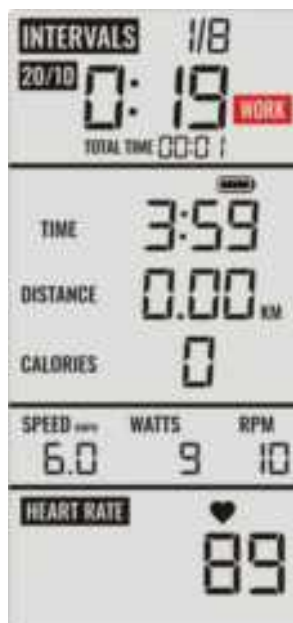 INTERVALS 1/8
20/10 0:19 WORK
TOTAL TIME 00:01
TIME 3:59
DISTANCE 0.00 KM
CALORIES 0
SPEED WATTS RPM
6.0 9 10
HEART RATE
89